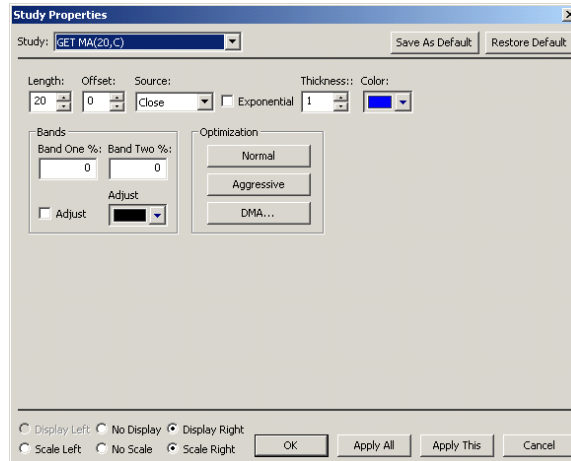 Study Properties
Study: GET MA(20,C) Save As Default Restore Default
Length: Offset: Source: Thickness:: Color:
20 0 Close Exponential 1
Bands Optimization
Band One %: Band Two %: Normal
0 0
Aggressive
Adjust
Adjust DMA...
Display Left No Display Display Right
Scale Left No Scale Scale Right OK Apply All Apply This Cancel